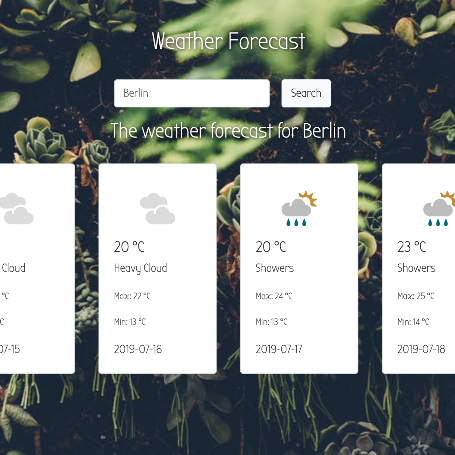 Weather Forecast
Berlin
Search
The weather forecast for Berlin
20 °C
20 °C
23 °C
Cloud
Heavy Cloud
Showers
Showers
°C
Max: 22 °C
Max: 24 °C
Max: 25 °C
Min: 13 °C
Min: 13 °C
Min: 14 °C
07-15
2019-07-16
2019-07-17
2019-07-18